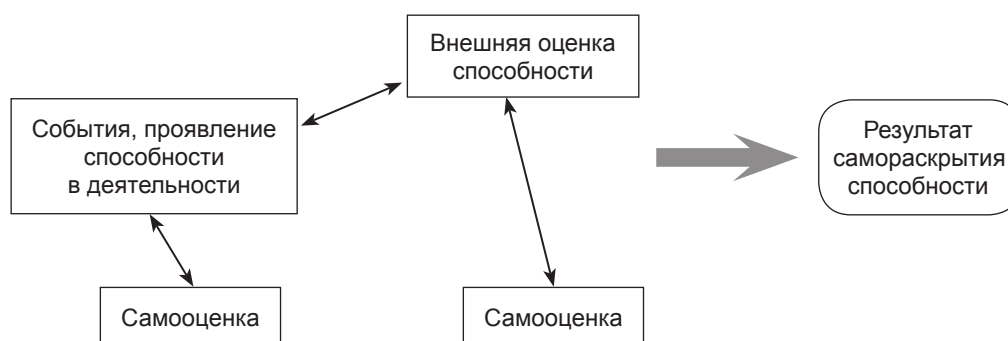 Внешняя оценка
способности
События, проявление
способности
в деятельности
Результат
самораскрытия
способности
Самооценка
Самооценка